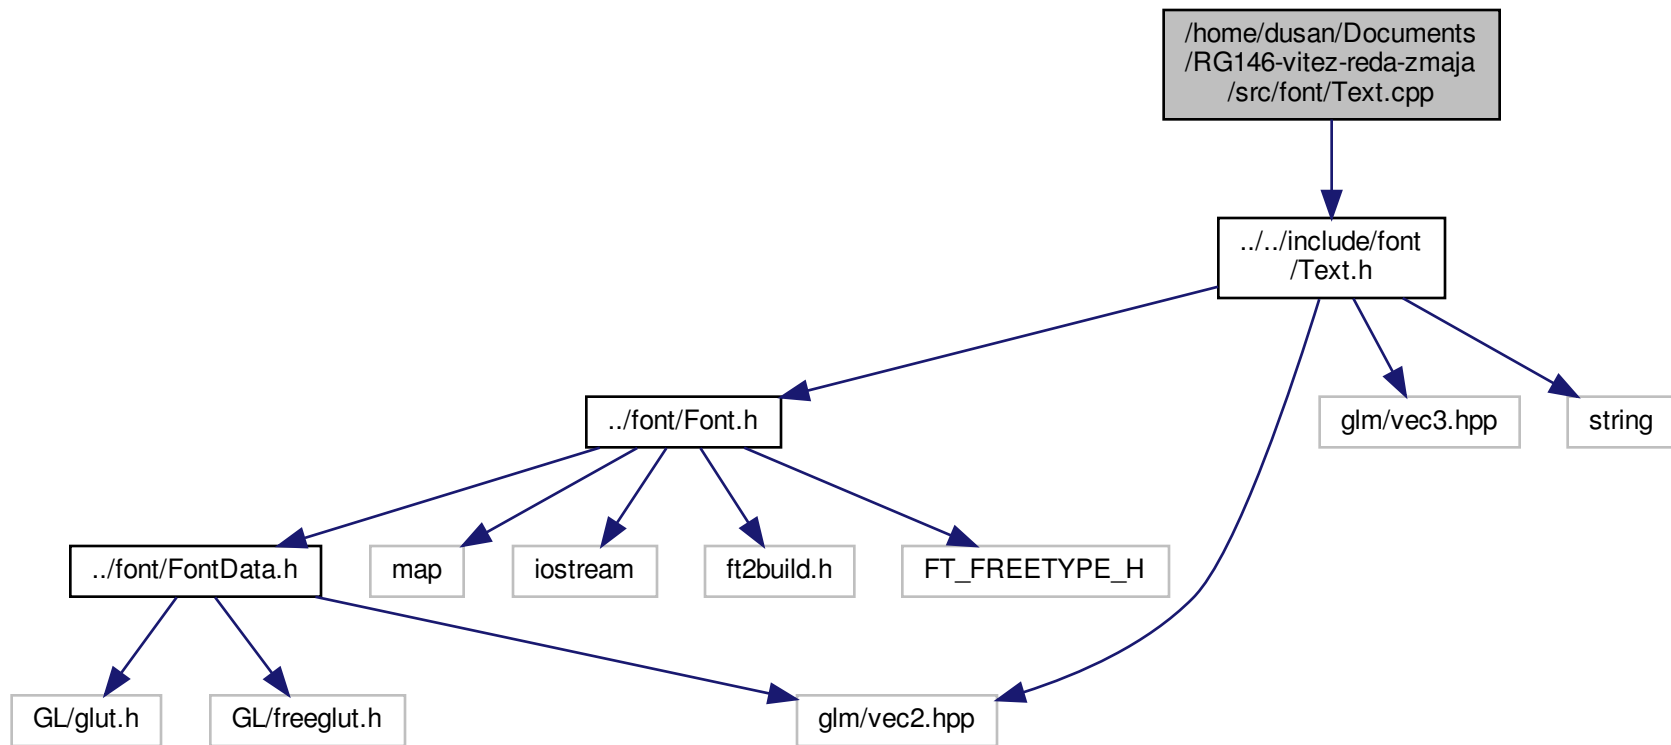 /home/dusan/Documents
/RG146-vitez-reda-zmaja
/src/font/Text.cpp
../../include/font
/Text.h
../font/Font.h
glm/vec3.hpp
string
../font/FontData.h
map
iostream
ft2build.h
FT_FREETYPE_H
GL/glut.h
GL/freeglut.h
glm/vec2.hpp